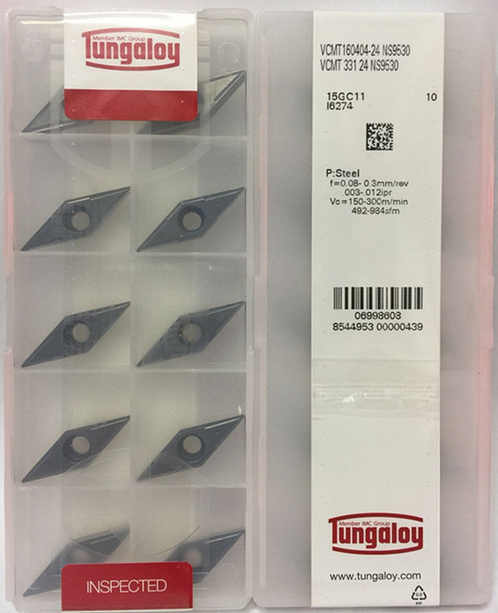 Member IMC Group
Tungaloy
INSPECTED
VCMT160404-24 NS9530
VCMT 331 24 NS9530
15GC11 10
I6274
P:Steel
f=0.08- 0.3mm/rev
.003-.012ipr
Vc=150-300m/min
492-984sfm
06998608
8544953 00000439
Member IMC Group
Tungaloy
www.tungaloy.com
PP